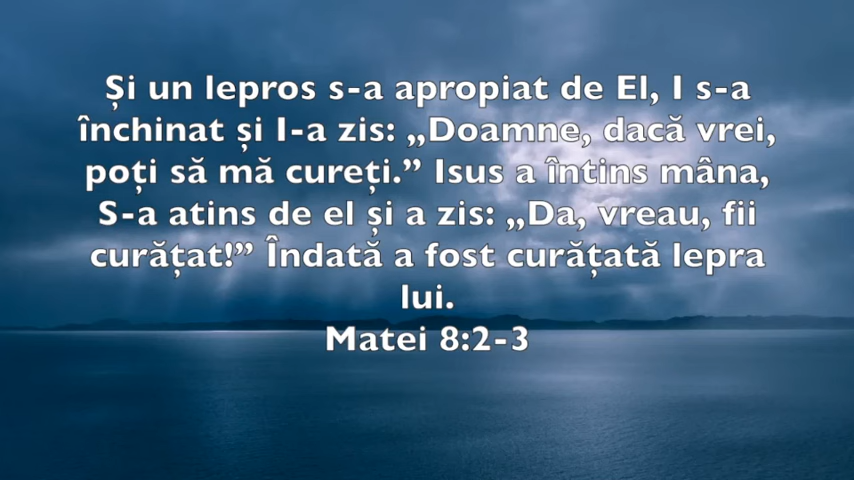 Și un lepros s-a apropiat de El, I s-a
închinat și I-a zis: „Doamne, dacă vrei,
poți să mă cureți.” Isus a întins mâna,
S-a atins de el și a zis: „Da, vreau, fii
curățat!” Îndată a fost curățată lepra
lui.
Matei 8:2-3